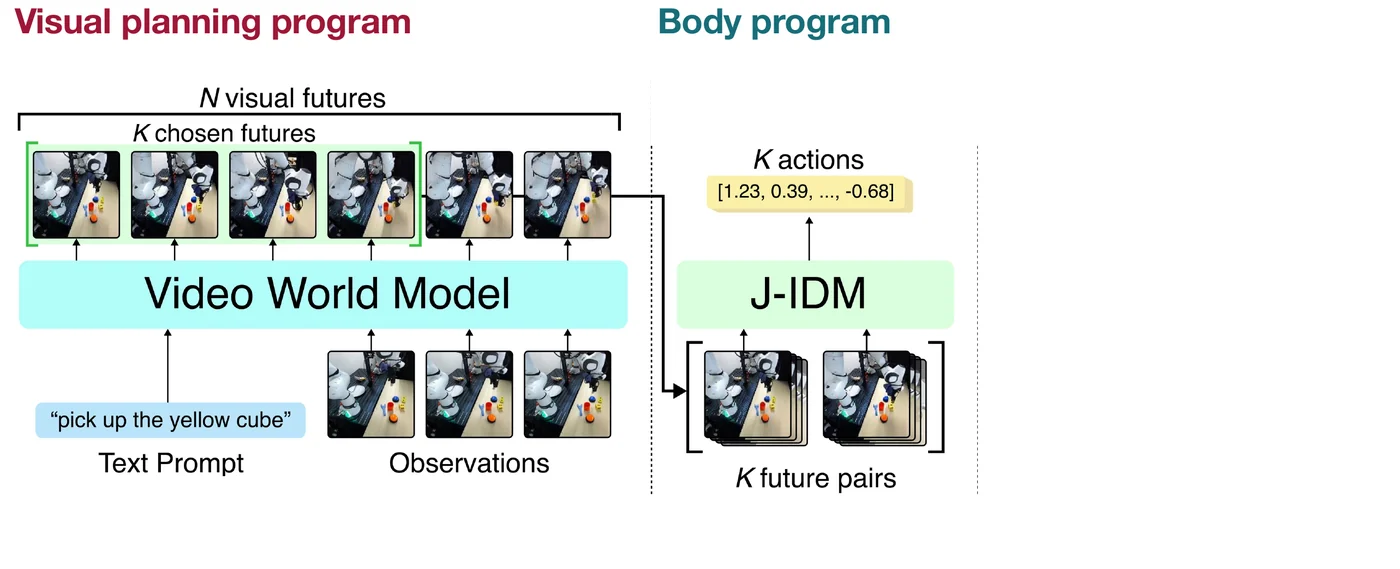 Visual planning program
Body program
N visual futures
K chosen futures
Video World Model
“pick up the yellow cube”
Text Prompt
Observations
K actions
[1.23, 0.39, ..., -0.68]
J-IDM
K future pairs